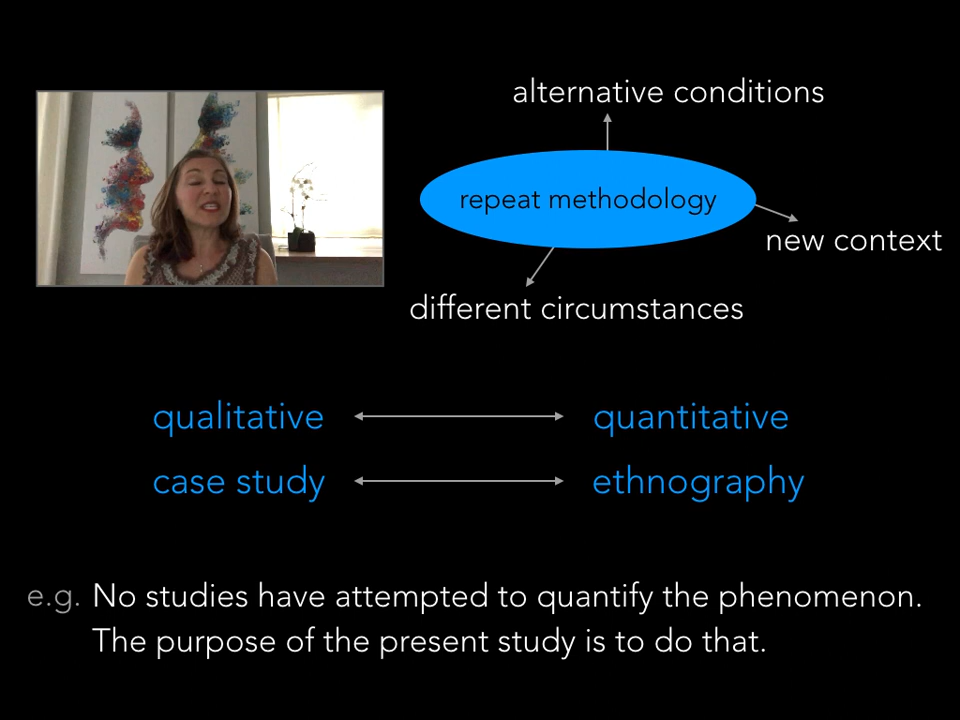 alternative conditions
repeat methodology
new context
different circumstances
qualitative
quantitative
case study
ethnography
e.g. No studies have attempted to quantify the phenomenon.
The purpose of the present study is to do that.